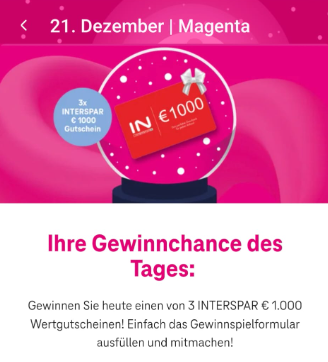 21. Dezember | Magenta
3x
INTERSPAR
€ 1000
Gutschein
IN
€1000
Ihre Gewinnchance des
Tages:
Gewinnen Sie heute einen von 3 INTERSPAR € 1.000
Wertgutscheinen! Einfach das Gewinnspielformular
ausfüllen und mitmachen!